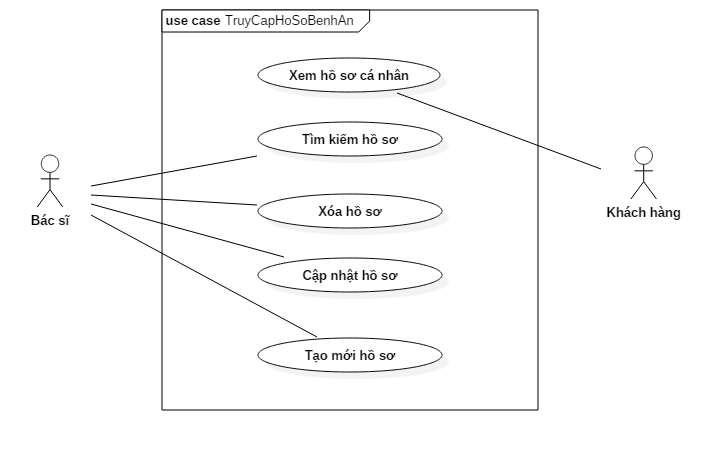 use case TruyCapHoSoBenhAn
Xem hồ sơ cá nhân
Tìm kiếm hồ sơ
Xóa hồ sơ
Cập nhật hồ sơ
Tạo mới hồ sơ
Bác sĩ
Khách hàng